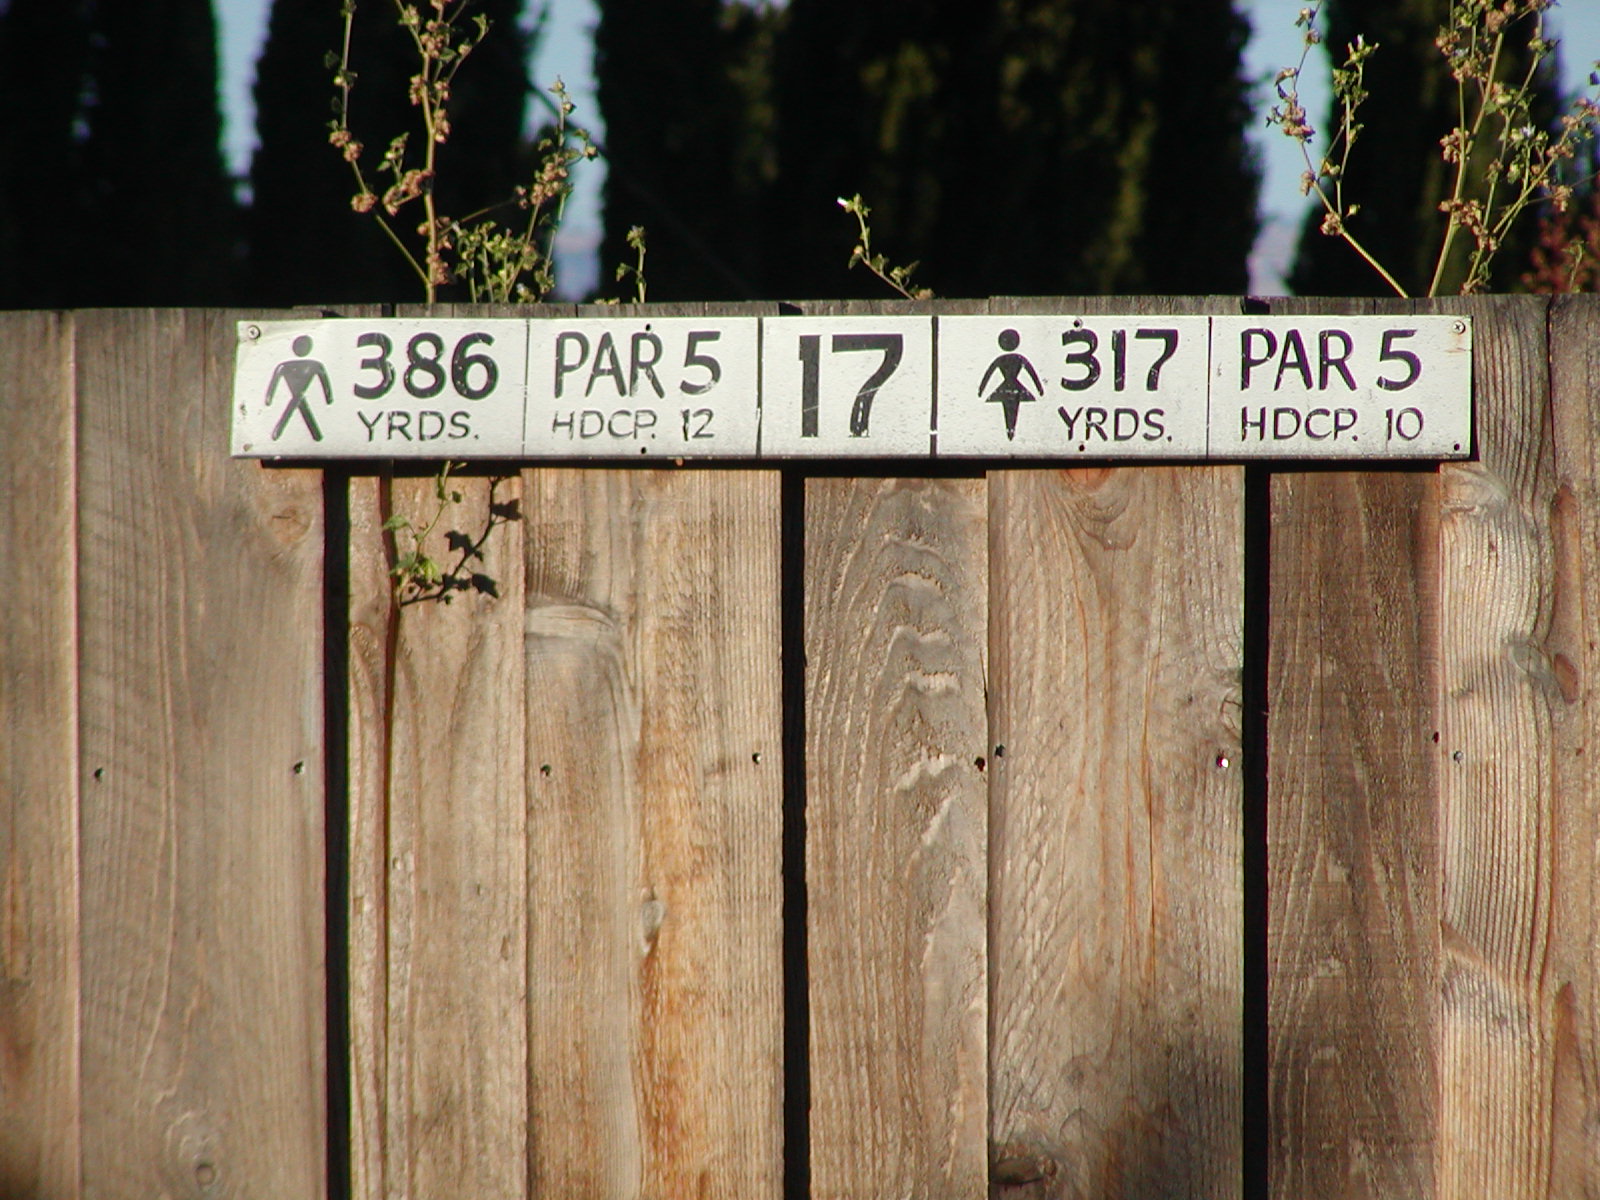 386
YRDS.
PAR 5
HDCP. 12
17
317
YRDS.
PAR 5
HDCP. 10